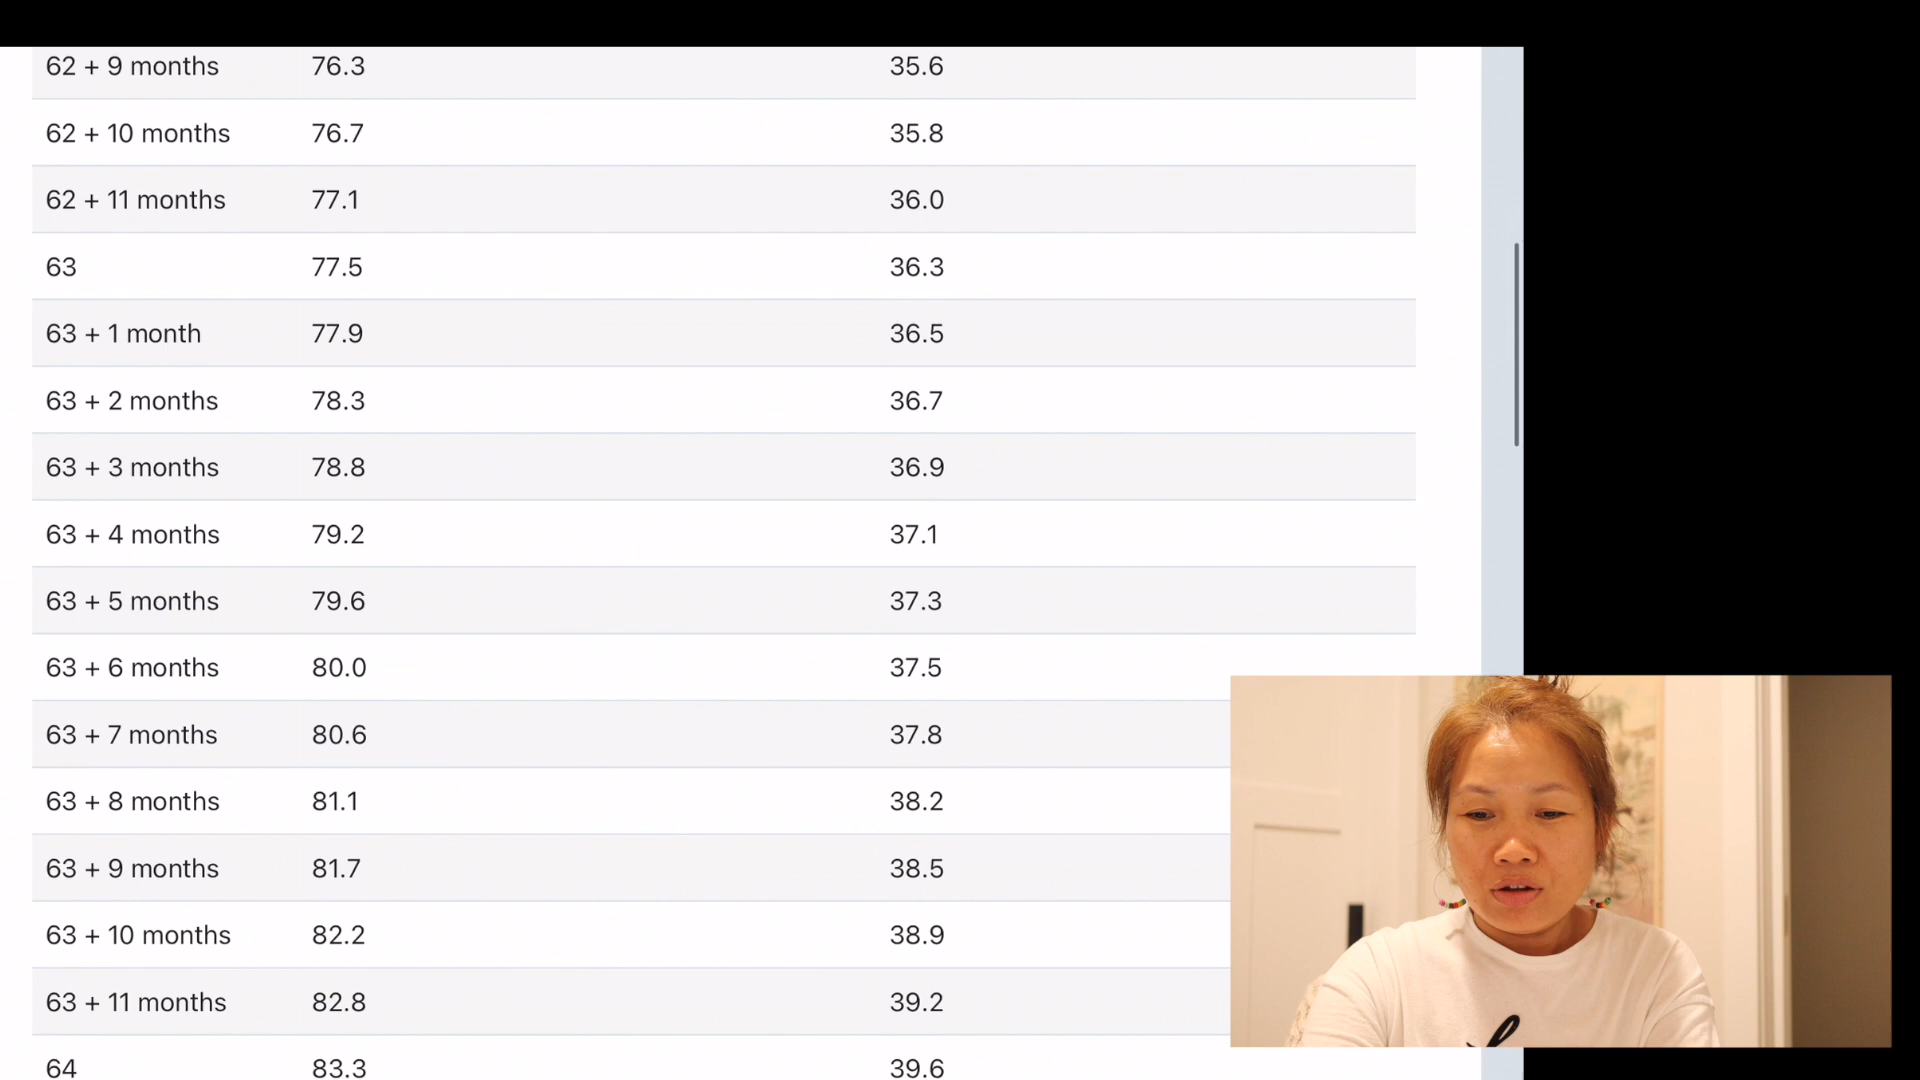 62 + 9 months 76.3 35.6
62 + 10 months 76.7 35.8
62 + 11 months 77.1 36.0
63 77.5 36.3
63 + 1 month 77.9 36.5
63 + 2 months 78.3 36.7
63 + 3 months 78.8 36.9
63 + 4 months 79.2 37.1
63 + 5 months 79.6 37.3
63 + 6 months 80.0 37.5
63 + 7 months 80.6 37.8
63 + 8 months 81.1 38.2
63 + 9 months 81.7 38.5
63 + 10 months 82.2 38.9
63 + 11 months 82.8 39.2
64 83.3 39.6